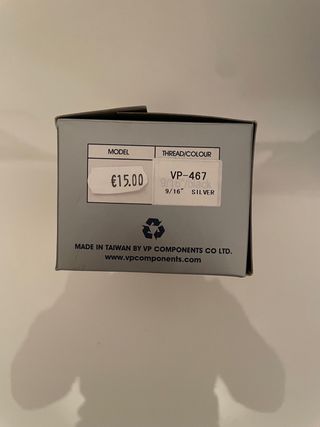 MODEL THREAD/COLOUR
€15.00 VP-467
9/16" SILVER
MADE IN TAIWAN BY VP COMPONENTS CO LTD.
www.vpcomponents.com